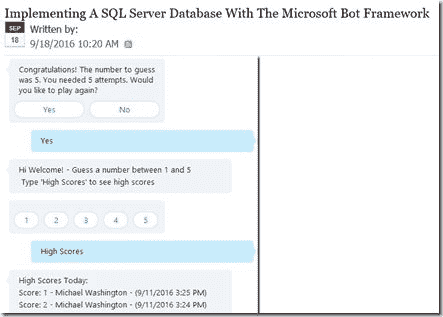 Implementing A SQL Server Database With The Microsoft Bot Framework
SEP
18
Written by:
9/18/2016 10:20 AM
Congratulations! The number to guess
was 5. You needed 5 attempts. Would
you like to play again?
Yes
No
Yes
Hi Welcome! - Guess a number between 1 and 5
Type 'High Scores' to see high scores
1 2 3 4 5
High Scores
High Scores Today:
Score: 1 - Michael Washington - (9/11/2016 3:25 PM)
Score: 2 - Michael Washington - (9/11/2016 3:24 PM)